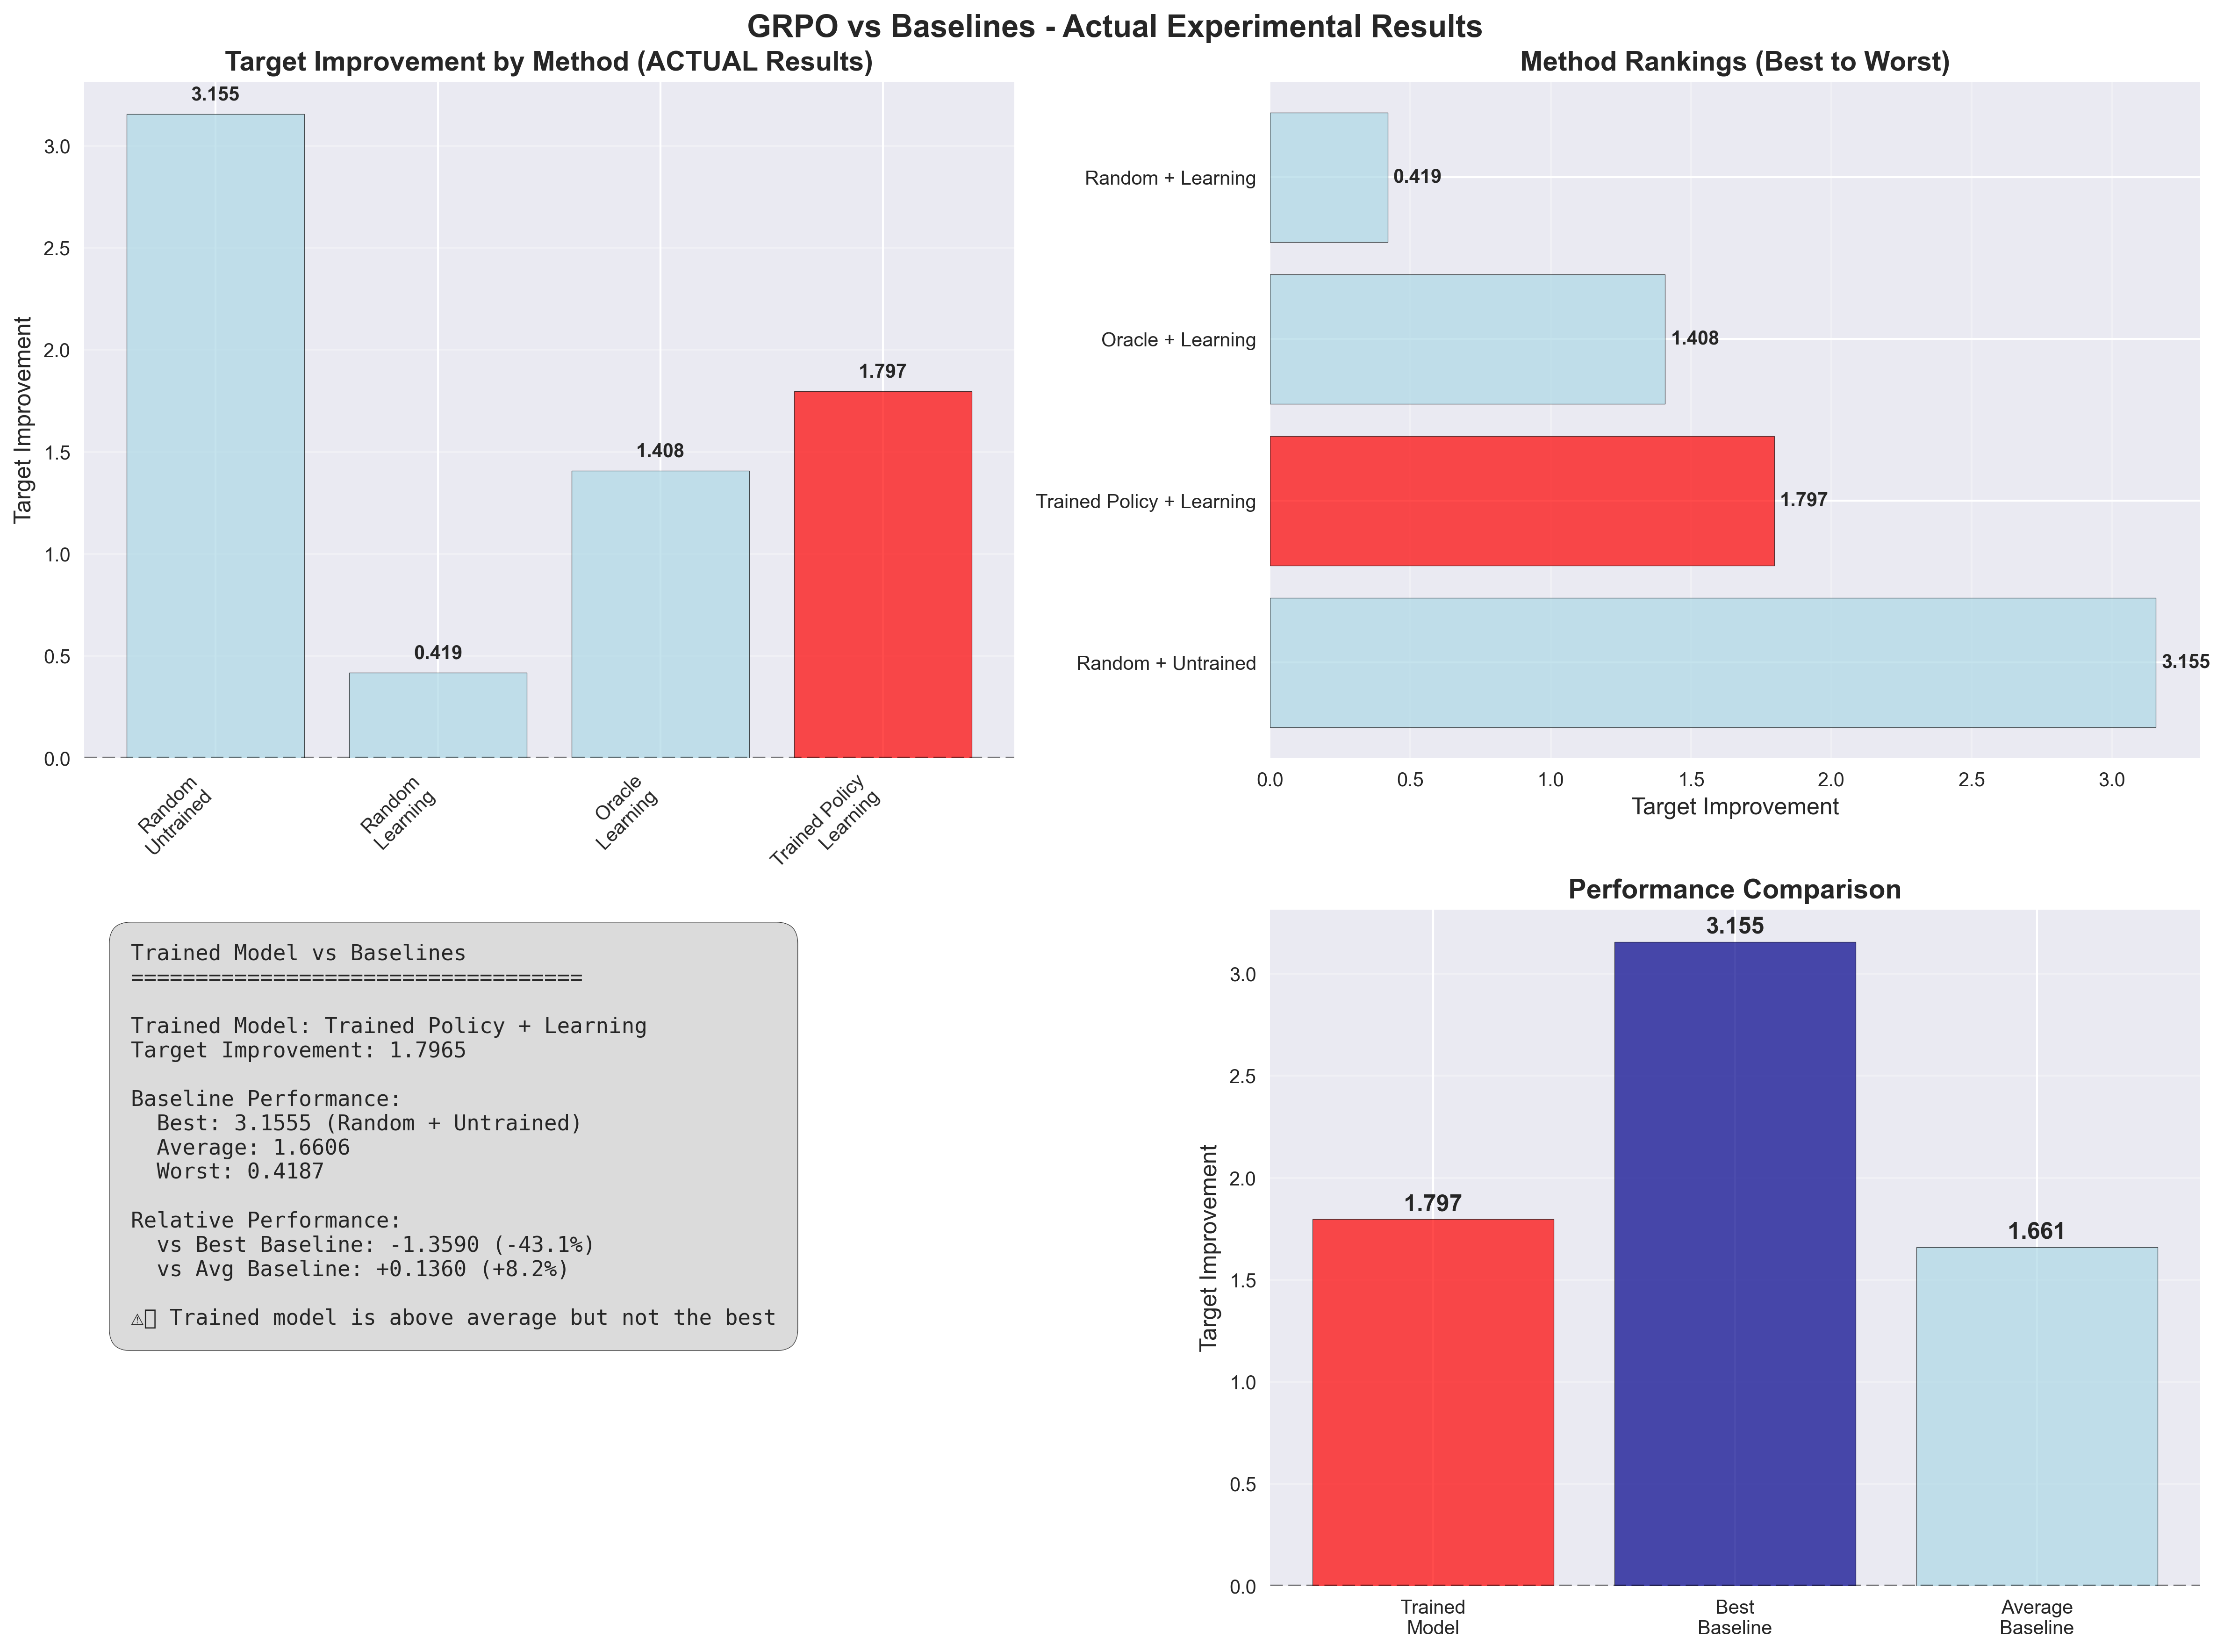 GRPO vs Baselines - Actual Experimental Results
Target Improvement by Method (ACTUAL Results)
Target Improvement
3.0
2.5
2.0
1.5
1.0
0.5
0.0
3.155
0.419
1.408
1.797
Random
Untrained
Random
Learning
Oracle
Learning
Trained Policy
Learning
Method Rankings (Best to Worst)
Random + Learning
0.419
Oracle + Learning
1.408
Trained Policy + Learning
1.797
Random + Untrained
3.155
0.0
0.5
1.0
1.5
2.0
2.5
3.0
Target Improvement
Trained Model vs Baselines
===================================
Trained Model: Trained Policy + Learning
Target Improvement: 1.7965
Baseline Performance:
Best: 3.1555 (Random + Untrained)
Average: 1.6606
Worst: 0.4187
Relative Performance:
vs Best Baseline: -1.3590 (-43.1%)
vs Avg Baseline: +0.1360 (+8.2%)
⚠ Trained model is above average but not the best
Performance Comparison
Target Improvement
3.0
2.5
2.0
1.5
1.0
0.5
0.0
1.797
3.155
1.661
Trained
Model
Best
Baseline
Average
Baseline